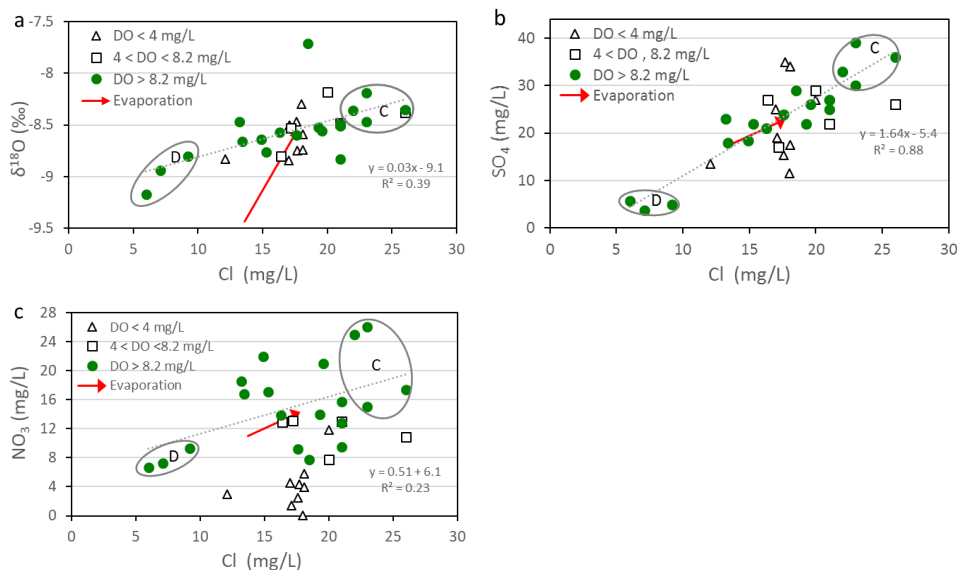 a
-7.5
-8
-8.5
-9
-9.5
δ¹⁸O (‰)
△ DO < 4 mg/L
□ 4 < DO < 8.2 mg/L
● DO > 8.2 mg/L
→ Evaporation
C
D
y = 0.03x - 9.1
R² = 0.39
0 5 10 15 20 25 30
Cl (mg/L)
b
40
30
20
10
0
SO₄ (mg/L)
△ DO < 4 mg/L
□ 4 < DO , 8.2 mg/L
● DO > 8.2 mg/L
→ Evaporation
C
D
y = 1.64x - 5.4
R² = 0.88
0 5 10 15 20 25 30
Cl (mg/L)
c
28
24
20
16
12
8
4
0
NO₃ (mg/L)
△ DO < 4 mg/L
□ 4 < DO <8.2 mg/L
● DO > 8.2 mg/L
→ Evaporation
C
D
y = 0.51 + 6.1
R² = 0.23
0 5 10 15 20 25 30
Cl (mg/L)